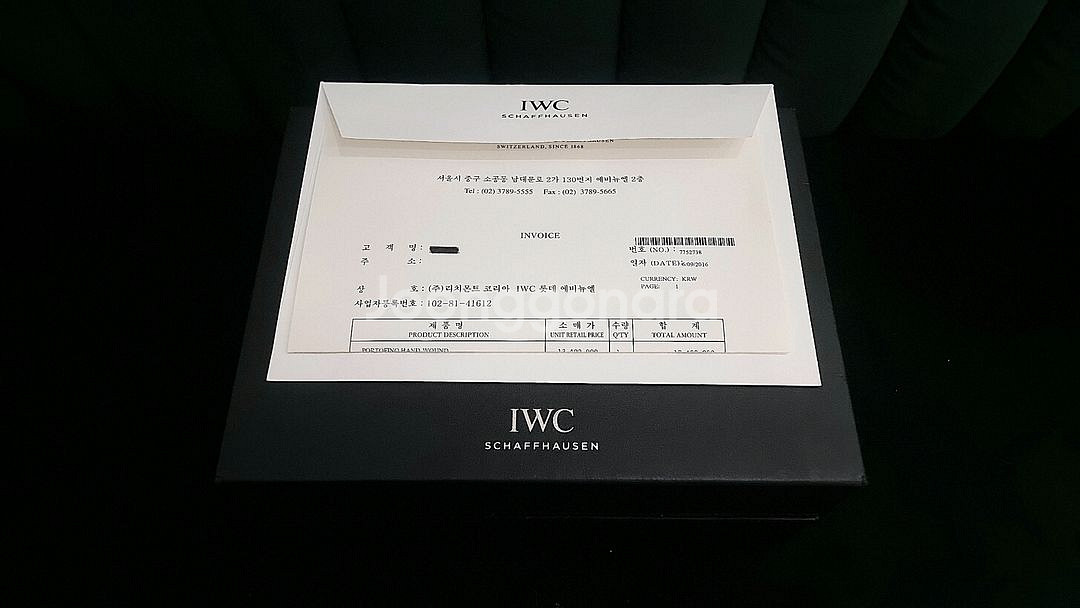 IWC
SCHAFFHAUSEN
SWITZERLAND, SINCE 1868
서울시 중구 소공동 남대문로 2가 130번지 에비뉴엘 2층
Tel : (02) 3789-5555 Fax : (02) 3789-5665
INVOICE
고 객 명 :
번호 (NO.) : 7752738
주 소 :
일자 (DATE) /09/2016
CURRENCY: KRW
PAGE: 1
상 호 : (주)리치몬트 코리아 IWC 롯데 에비뉴엘
Joonggonara
사업자등록번호 : 102-81-41612
제 품 명 소 매 가 수량 합 계
PRODUCT DESCRIPTION UNIT RETAIL PRICE QTY TOTAL AMOUNT
PORTOFINO HAND WOUND 1
IWC
SCHAFFHAUSEN